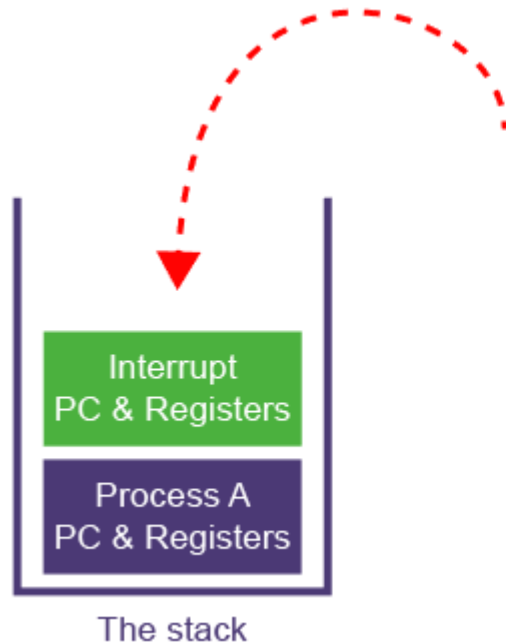 Interrupt
PC & Registers
Process A
PC & Registers
The stack